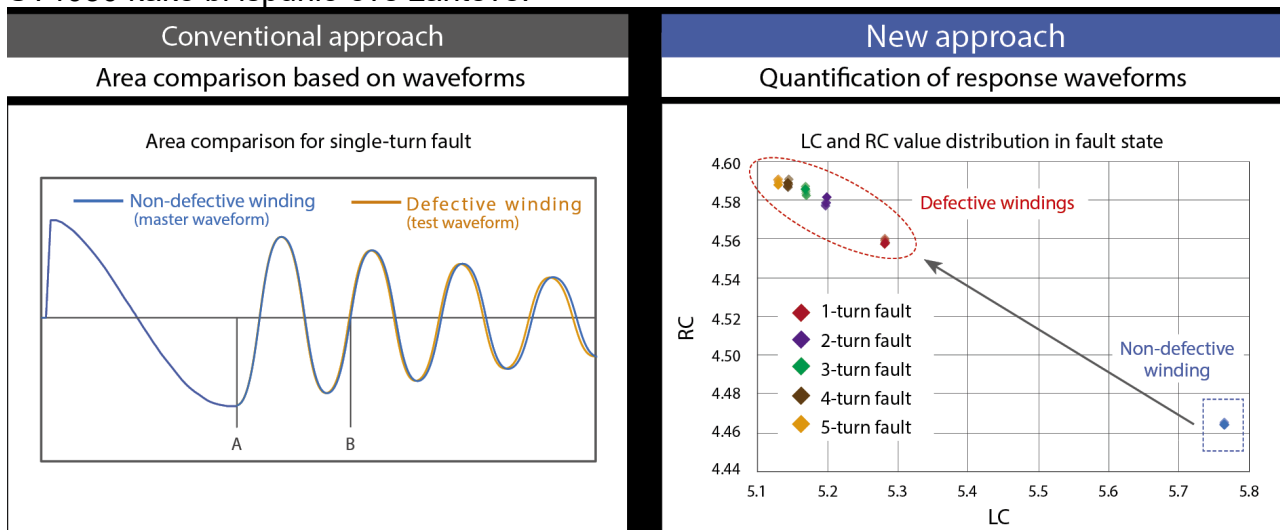 Conventional approach
Area comparison based on waveforms
Area comparison for single-turn fault
Non-defective winding
(master waveform)
Defective winding
(test waveform)
A
B
New approach
Quantification of response waveforms
LC and RC value distribution in fault state
RC
4.60
4.58
4.56
4.54
4.52
4.50
4.48
4.46
4.44
Defective windings
1-turn fault
2-turn fault
3-turn fault
4-turn fault
5-turn fault
Non-defective
winding
5.1 5.2 5.3 5.4 5.5 5.6 5.7 5.8
LC